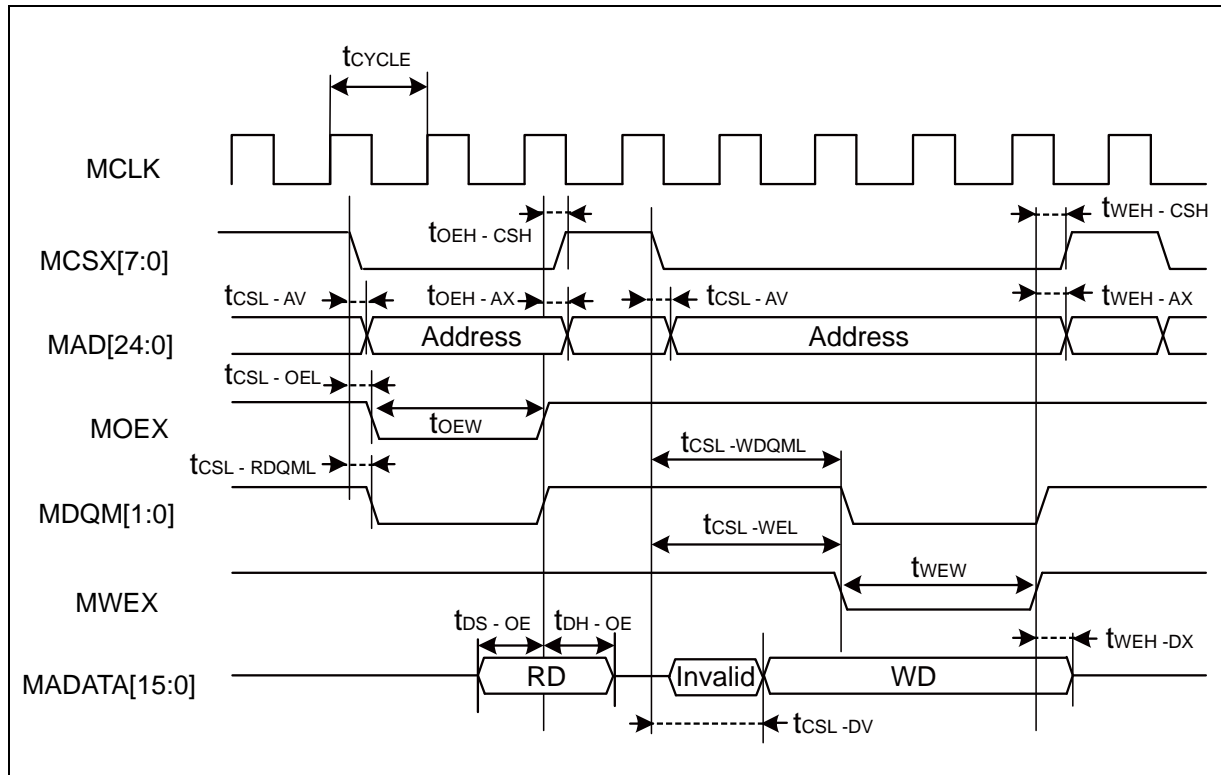 tCYCLE
MCLK
tOEH - CSH
tWEH - CSH
MCSX[7:0]
tCSL - AV
tOEH - AX
tCSL - AV
tWEH - AX
MAD[24:0]
Address
Address
tCSL - OEL
MOEX
tOEW
tCSL -WDQML
tCSL - RDQML
MDQM[1:0]
tCSL -WEL
tWEW
MWEX
tDS - OE
tDH - OE
tWEH -DX
MADATA[15:0]
RD
Invalid
WD
tCSL -DV